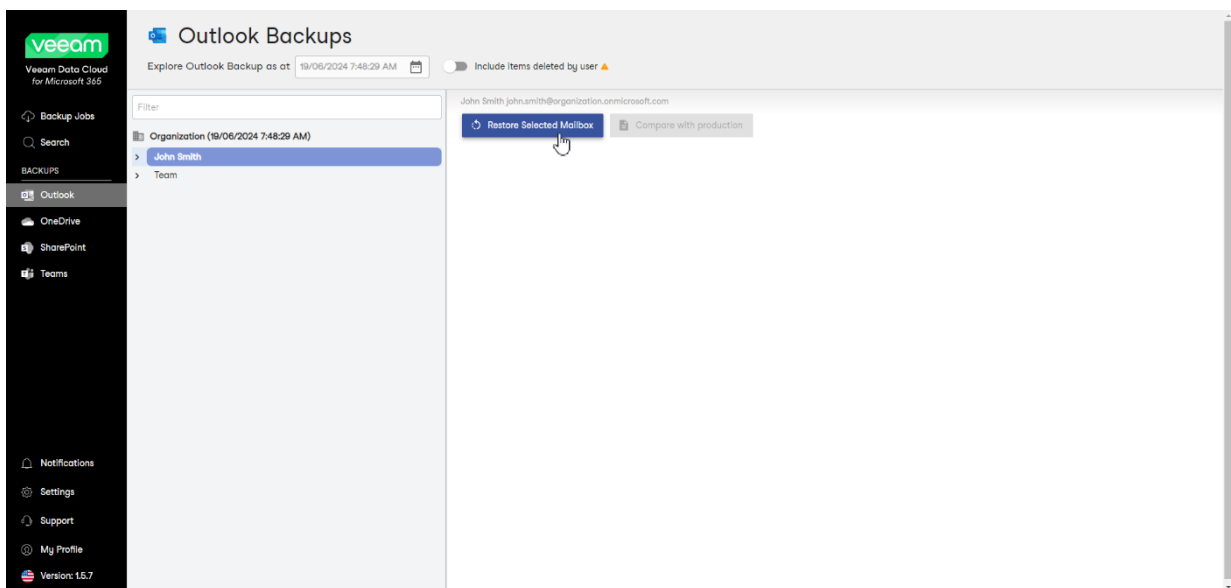 veeam
Veeam Data Cloud
for Microsoft 365
Backup Jobs
Search
BACKUPS
Outlook
OneDrive
SharePoint
Teams
Notifications
Settings
Support
My Profile
Version: 1.5.7
Outlook Backups
Explore Outlook Backup as at 19/06/2024 7:48:29 AM Include items deleted by user
Filter
Organization (19/06/2024 7:48:29 AM)
John Smith
Team
John Smith john.smith@organization.onmicrosoft.com
Restore Selected Mailbox Compare with production